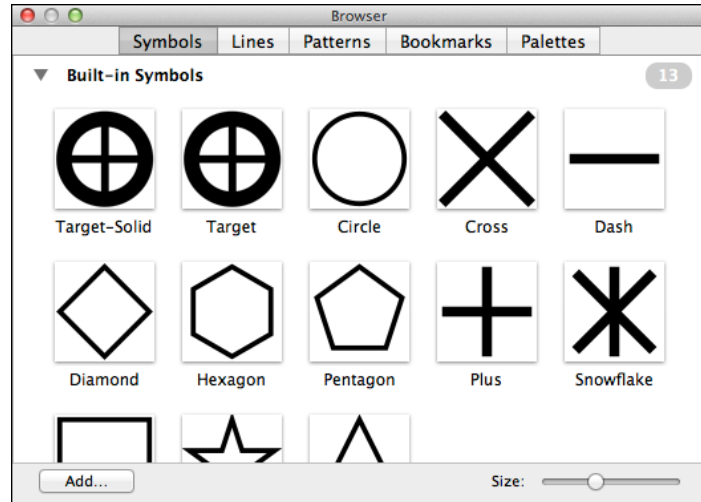 Browser
Symbols Lines Patterns Bookmarks Palettes
Built-in Symbols 13
Target-Solid Target Circle Cross Dash
Diamond Hexagon Pentagon Plus Snowflake
Add... Size: